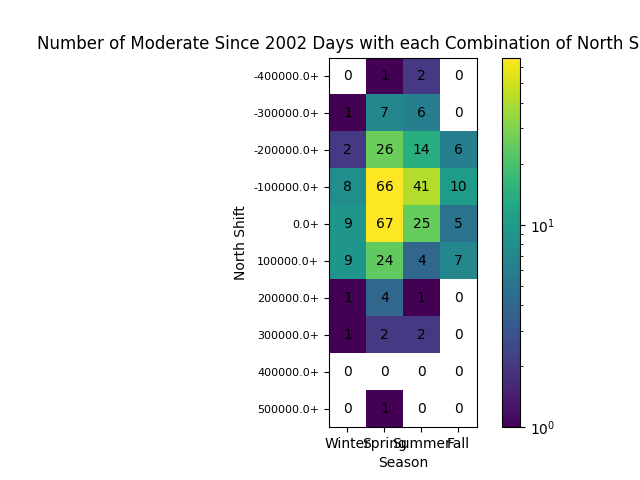 Number of Moderate Since 2002 Days with each Combination of North S
-400000.0+ 0 1 2 0
-300000.0+ 1 7 6 0
-200000.0+ 2 26 14 6
-100000.0+ 8 66 41 10
0.0+ 9 67 25 5
100000.0+ 9 24 4 7
200000.0+ 1 4 1 0
300000.0+ 1 2 2 0
400000.0+ 0 0 0 0
500000.0+ 0 1 0 0
North Shift
Winter Spring Summer Fall
Season
10¹
10⁰